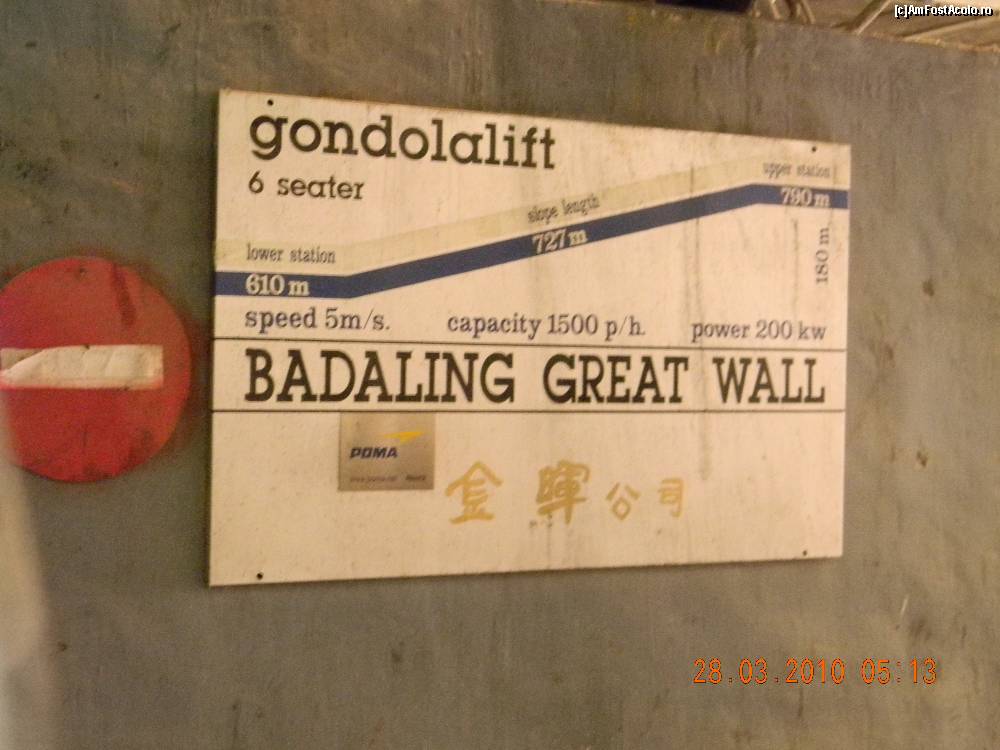 [c]AmFostAcolo.ro
gondolalift
6 seater
upper station
790 m
slope length
727 m
180 m
lower station
610 m
speed 5m/s. capacity 1500 p/h. power 200 kw
BADALING GREAT WALL
POMA
金暉公司
28.03.2010 05:13